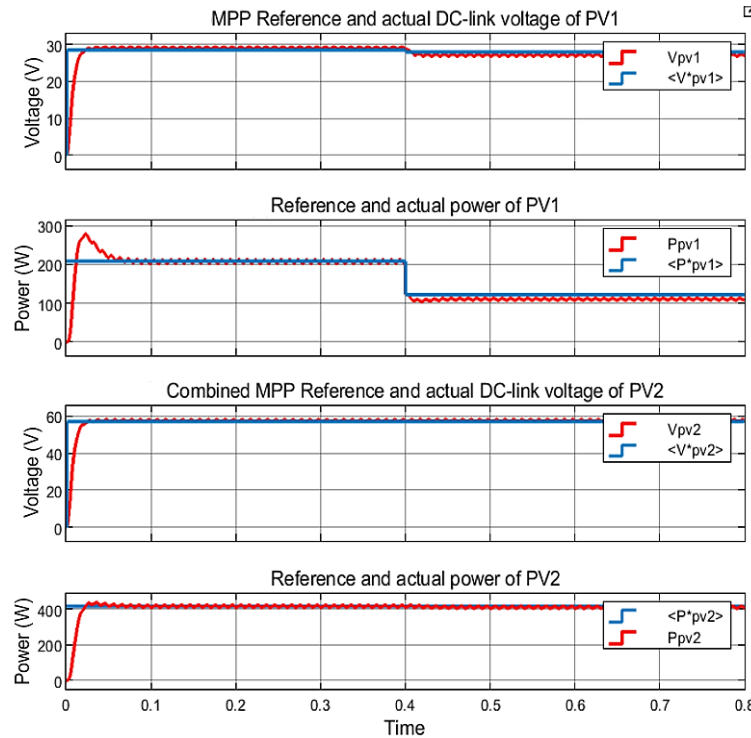 MPP Reference and actual DC-link voltage of PV1
Voltage (V)
30
20
10
0
Vpv1
<V*pv1>
Reference and actual power of PV1
Power (W)
300
200
100
0
Ppv1
<P*pv1>
Combined MPP Reference and actual DC-link voltage of PV2
Voltage (V)
60
40
20
0
Vpv2
<V*pv2>
Reference and actual power of PV2
Power (W)
400
200
0
<P*pv2>
Ppv2
0 0.1 0.2 0.3 0.4 0.5 0.6 0.7 0.8
Time